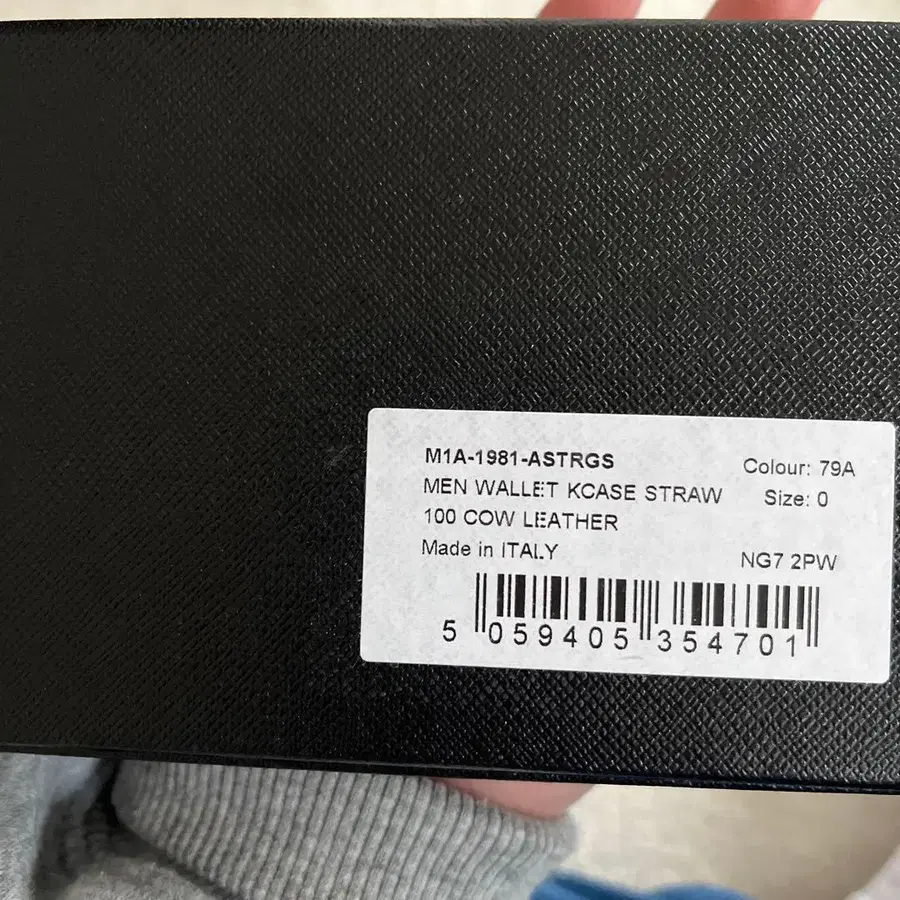 M1A-1981-ASTRGS
Colour: 79A
MEN WALLET KCASE STRAW
Size: 0
100 COW LEATHER
Made in ITALY
NG7 2PW
5 059405 354701